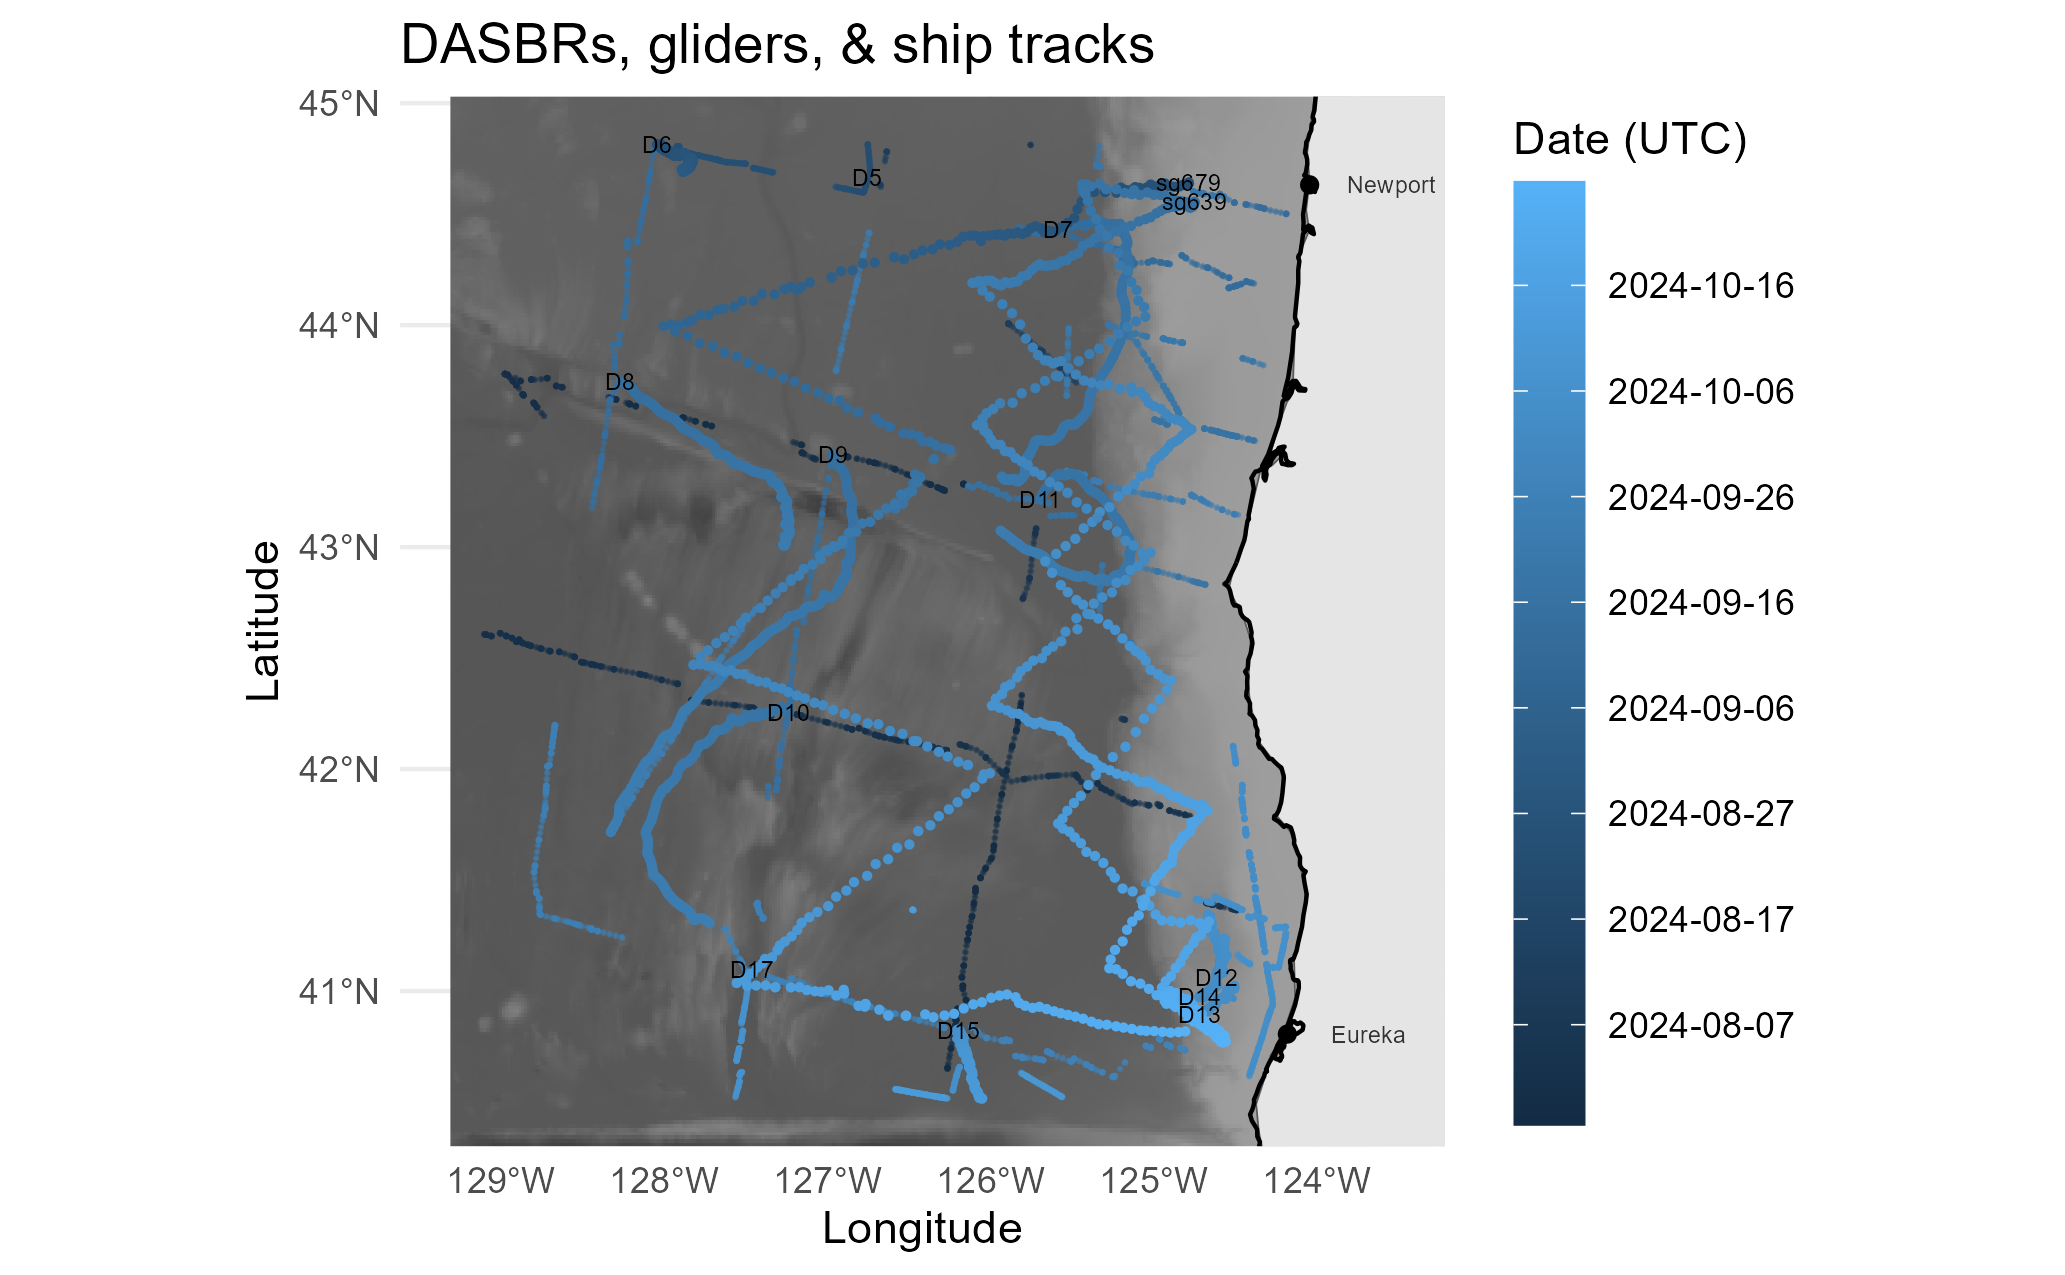 DASBRs, gliders, & ship tracks
45°N
44°N
43°N
42°N
41°N
Latitude
D6
D5
sg679
sg639
D7
Newport
D8
D9
D11
D10
D17
D12
D14
D13
D15
Eureka
129°W
128°W
127°W
126°W
125°W
124°W
Longitude
Date (UTC)
2024-10-16
2024-10-06
2024-09-26
2024-09-16
2024-09-06
2024-08-27
2024-08-17
2024-08-07